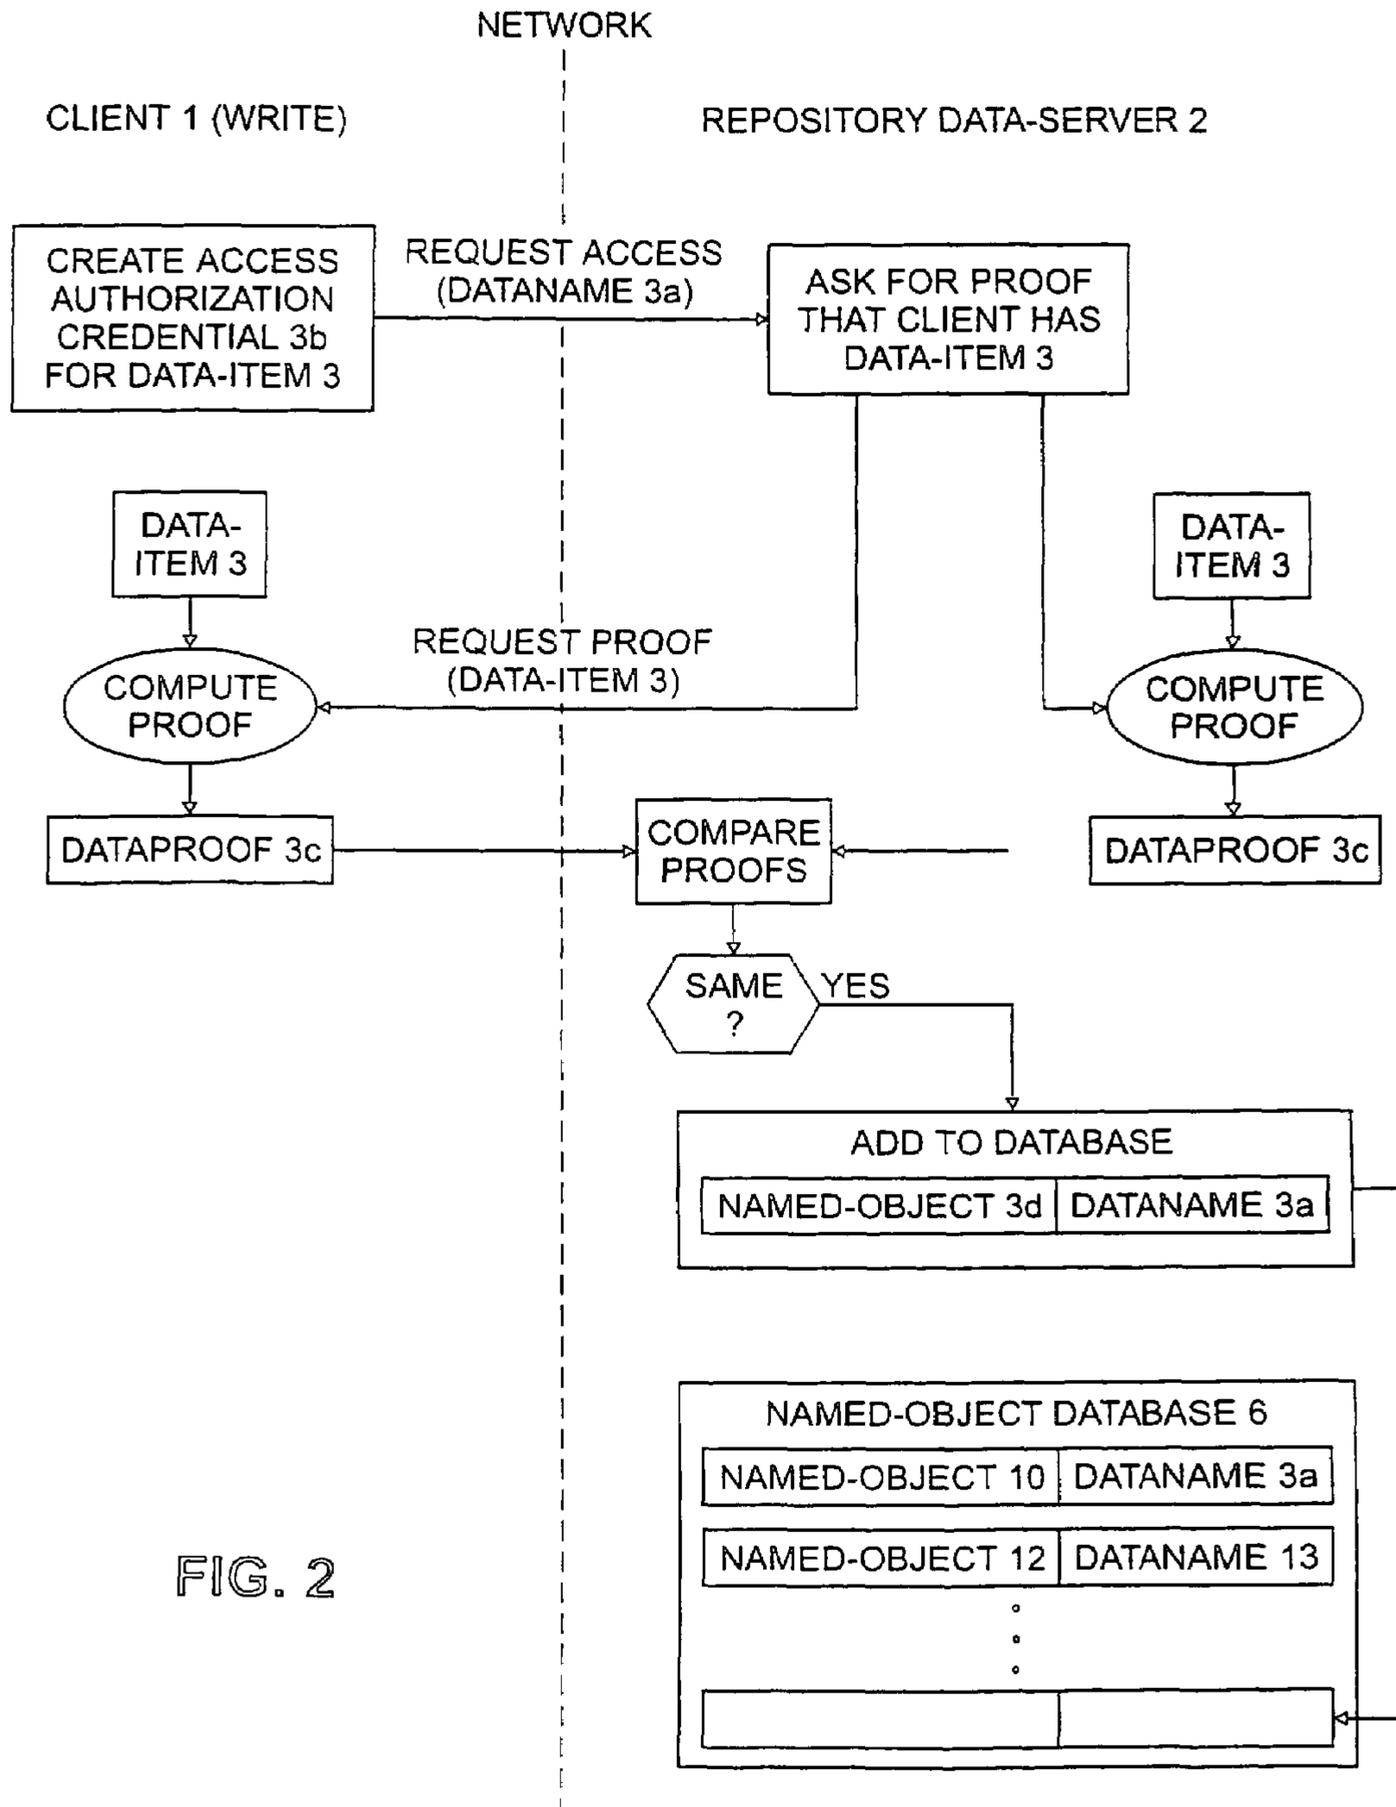 NETWORK
CLIENT 1 (WRITE)
REPOSITORY DATA-SERVER 2
CREATE ACCESS
AUTHORIZATION
CREDENTIAL 3b
FOR DATA-ITEM 3
REQUEST ACCESS
(DATANAME 3a)
ASK FOR PROOF
THAT CLIENT HAS
DATA-ITEM 3
DATA-
ITEM 3
DATA-
ITEM 3
REQUEST PROOF
(DATA-ITEM 3)
COMPUTE
PROOF
COMPUTE
PROOF
DATAPROOF 3c
COMPARE
PROOFS
DATAPROOF 3c
SAME
?
YES
ADD TO DATABASE
NAMED-OBJECT 3d
DATANAME 3a
NAMED-OBJECT DATABASE 6
NAMED-OBJECT 10
DATANAME 3a
NAMED-OBJECT 12
DATANAME 13
FIG. 2